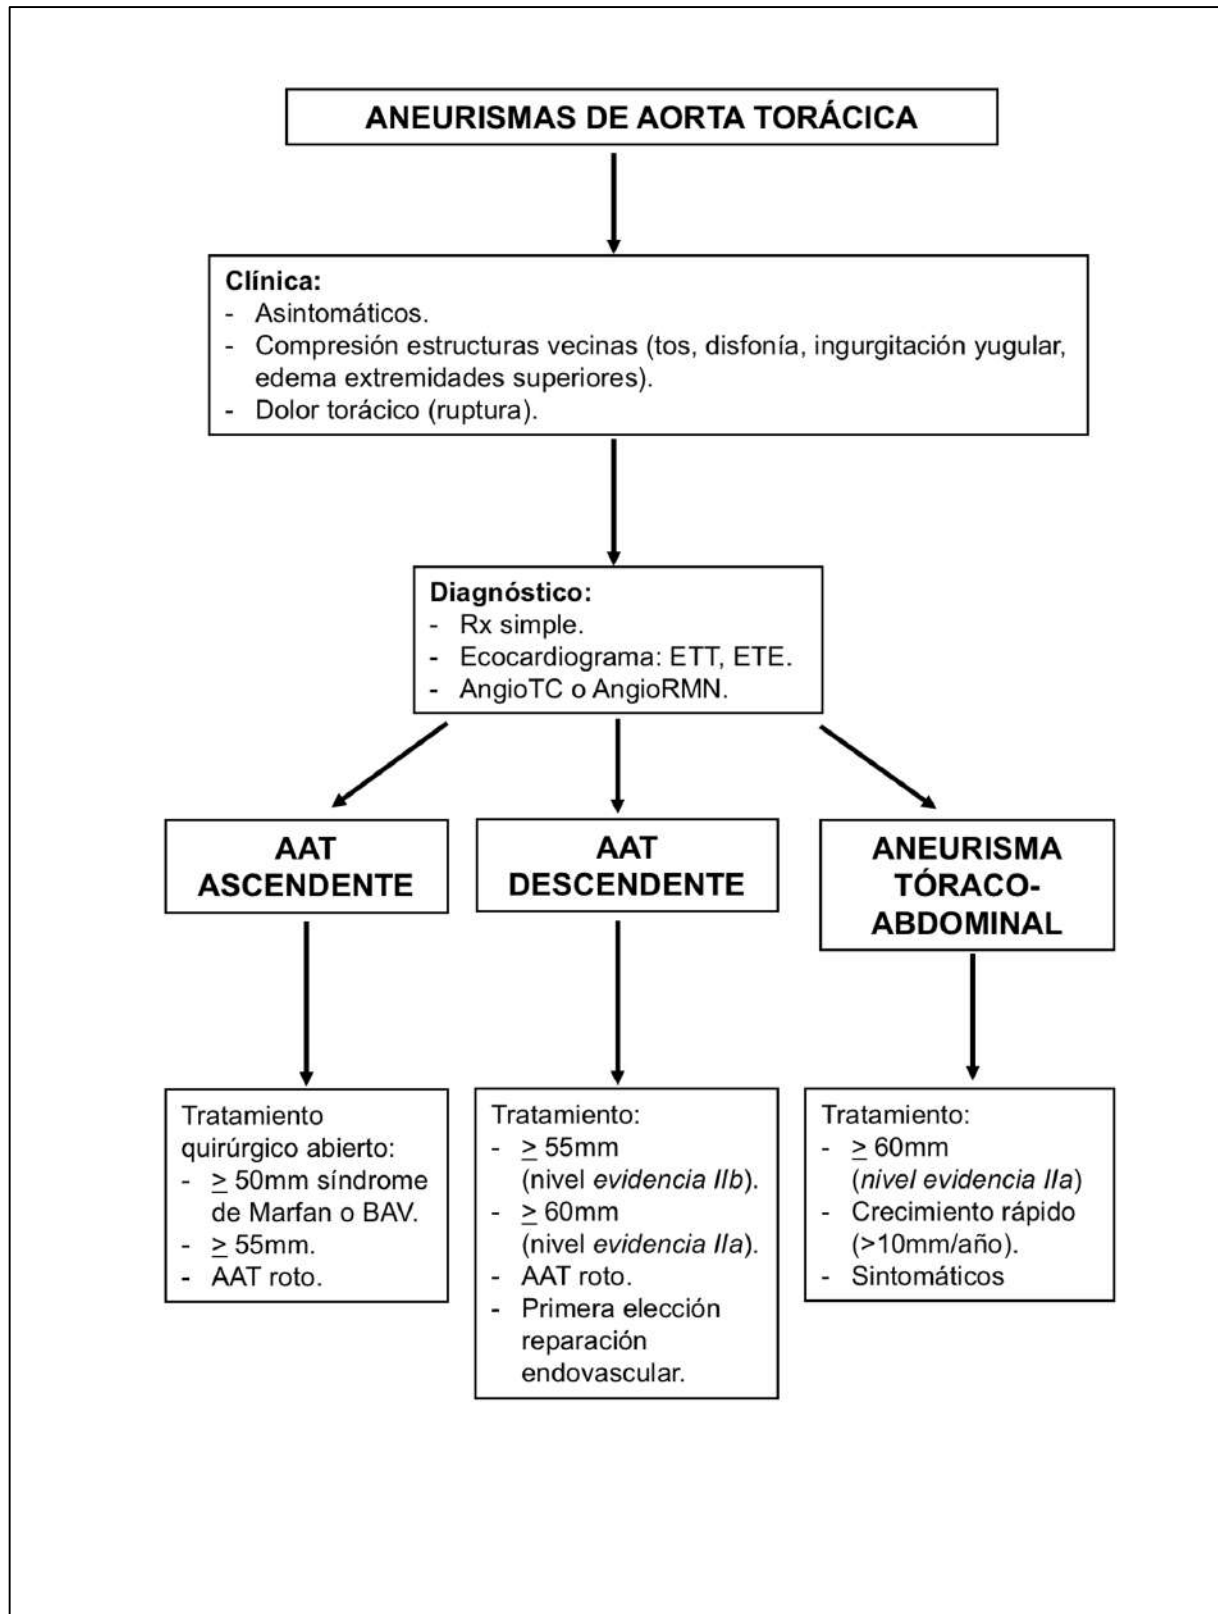 ANEURISMAS DE AORTA TORÁCICA
Clínica:
- Asintomáticos.
- Compresión estructuras vecinas (tos, disfonía, ingurgitación yugular,
edema extremidades superiores).
- Dolor torácico (ruptura).
Diagnóstico:
- Rx simple.
- Ecocardiograma: ETT, ETE.
- AngioTC o AngioRMN.
AAT
ASCENDENTE
AAT
DESCENDENTE
ANEURISMA
TÓRACO-
ABDOMINAL
Tratamiento
quirúrgico abierto:
- ≥ 50mm síndrome
de Marfan o BAV.
- ≥ 55mm.
- AAT roto.
Tratamiento:
- ≥ 55mm
(nivel evidencia IIb).
- ≥ 60mm
(nivel evidencia IIa).
- AAT roto.
- Primera elección
reparación
endovascular.
Tratamiento:
- ≥ 60mm
(nivel evidencia IIa)
- Crecimiento rápido
(>10mm/año).
- Sintomáticos